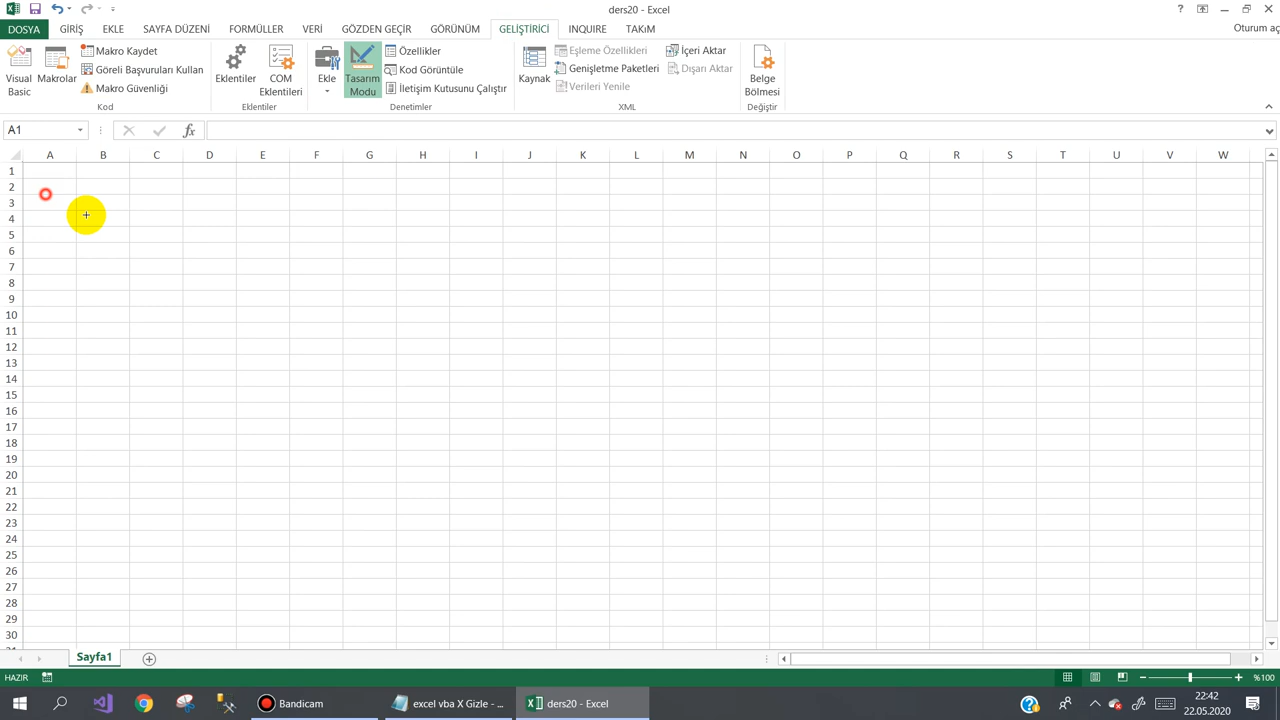 ders20 - Excel
?
DOSYA GİRİŞ EKLE SAYFA DÜZENİ FORMÜLLER VERİ GÖZDEN GEÇİR GÖRÜNÜM GELİŞTİRİCİ INQUIRE TAKIM Oturum aç
Visual Basic
Makrolar
Makro Kaydet
Göreli Başvuruları Kullan
Makro Güvenliği
Kod
Eklentiler
COM Eklentileri
Eklentiler
Ekle
Tasarım Modu
Özellikler
Kod Görüntüle
İletişim Kutusunu Çalıştır
Denetimler
Kaynak
Eşleme Özellikleri
Genişletme Paketleri
Verileri Yenile
İçeri Aktar
Dışarı Aktar
XML
Belge Bölmesi
Değiştir
A1 fx
A B C D E F G H I J K L M N O P Q R S T U V W
1
2
3
4
5
6
7
8
9
10
11
12
13
14
15
16
17
18
19
20
21
22
23
24
25
26
27
28
29
30
Sayfa1
HAZIR %100
Bandicam
excel vba X Gizle - ...
ders20 - Excel
22:42
22.05.2020